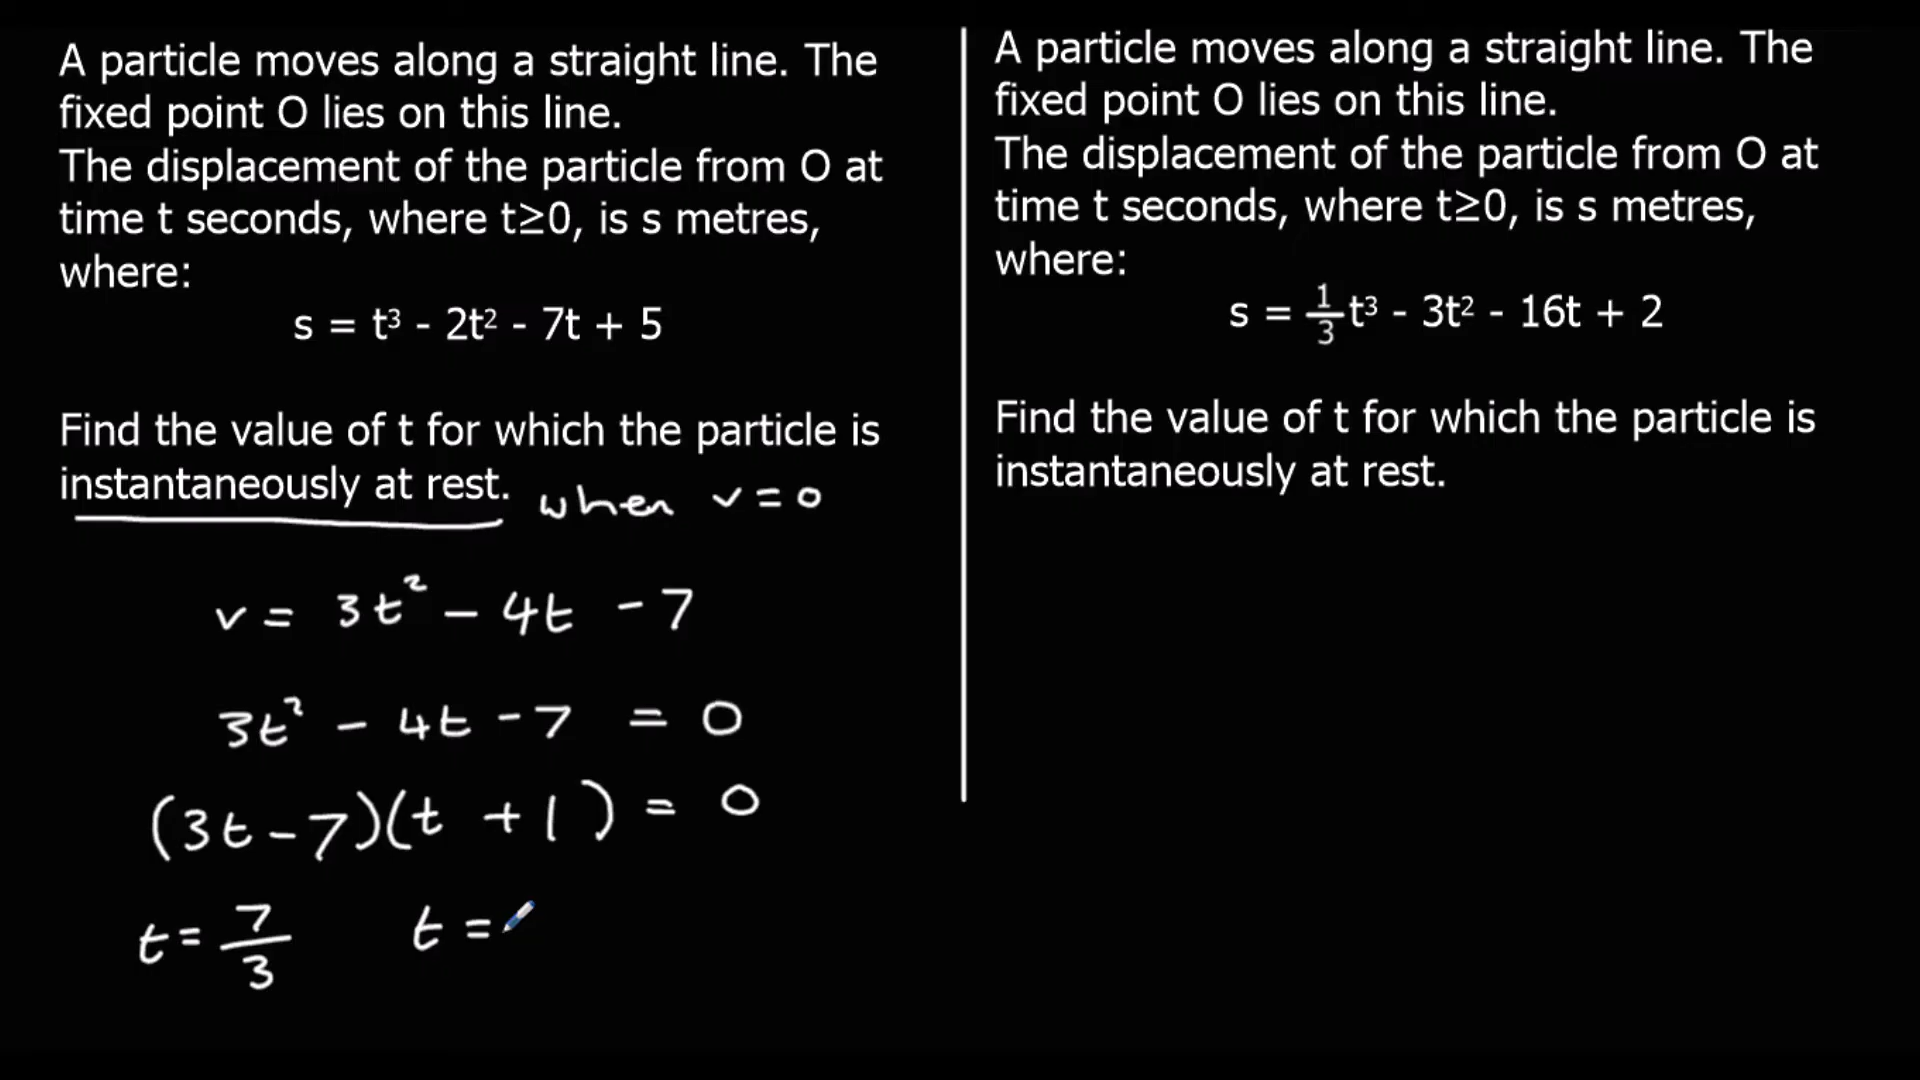 A particle moves along a straight line. The
fixed point O lies on this line.
The displacement of the particle from O at
time t seconds, where t≥0, is s metres,
where:
s = t³ - 2t² - 7t + 5
Find the value of t for which the particle is
instantaneously at rest. when v = 0
v = 3t² - 4t - 7
3t² - 4t - 7 = 0
(3t - 7)(t + 1) = 0
t = 7/3 t =
A particle moves along a straight line. The
fixed point O lies on this line.
The displacement of the particle from O at
time t seconds, where t≥0, is s metres,
where:
s = 1/3 t³ - 3t² - 16t + 2
Find the value of t for which the particle is
instantaneously at rest.